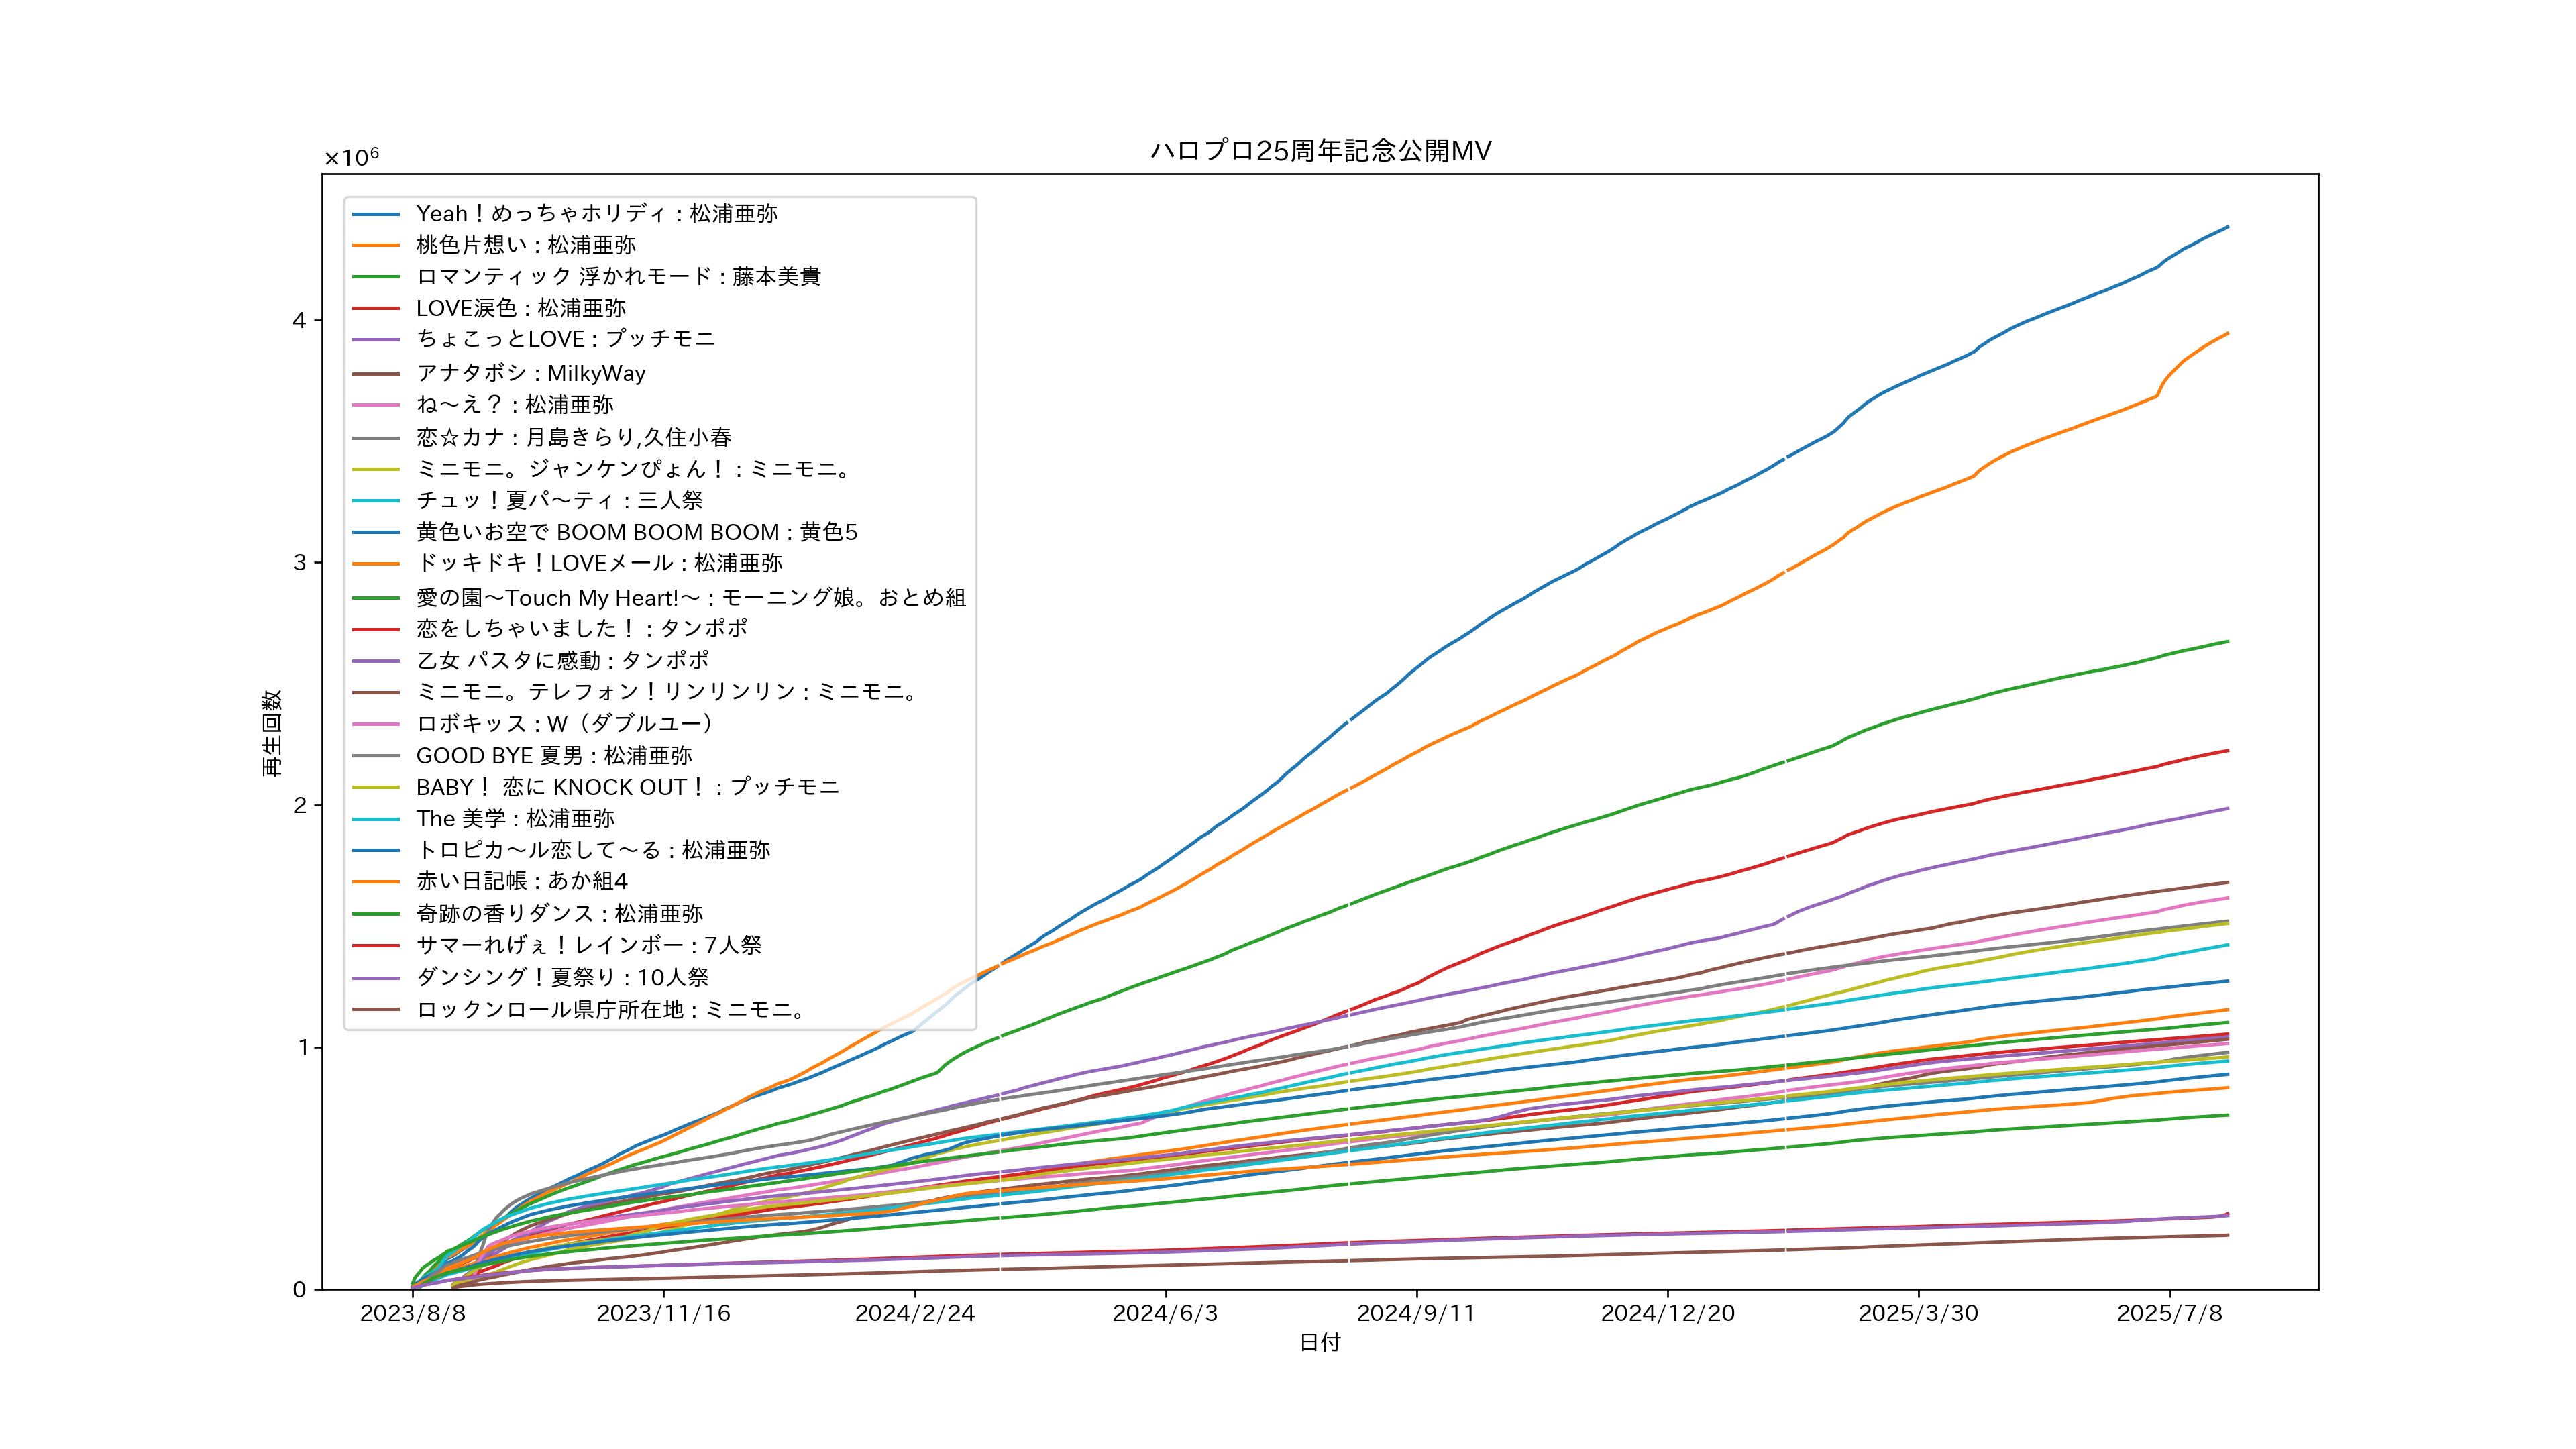 ハロプロ25周年記念公開MV
×10⁶
4
3
2
1
0
再生回数
Yeah！めっちゃホリディ : 松浦亜弥
桃色片想い : 松浦亜弥
ロマンティック 浮かれモード : 藤本美貴
LOVE涙色 : 松浦亜弥
ちょこっとLOVE : プッチモニ
アナタボシ : MilkyWay
ね〜え？ : 松浦亜弥
恋☆カナ : 月島きらり,久住小春
ミニモニ。ジャンケンぴょん！ : ミニモニ。
チュッ！夏パ〜ティ : 三人祭
黄色いお空で BOOM BOOM BOOM : 黄色5
ドッキドキ！LOVEメール : 松浦亜弥
愛の園〜Touch My Heart!〜 : モーニング娘。おとめ組
恋をしちゃいました！ : タンポポ
乙女 パスタに感動 : タンポポ
ミニモニ。テレフォン！リンリンリン : ミニモニ。
ロボキッス : W（ダブルユー）
GOOD BYE 夏男 : 松浦亜弥
BABY！ 恋に KNOCK OUT！ : プッチモニ
The 美学 : 松浦亜弥
トロピカ〜ル恋して〜る : 松浦亜弥
赤い日記帳 : あか組4
奇跡の香りダンス : 松浦亜弥
サマーれげぇ！レインボー : 7人祭
ダンシング！夏祭り : 10人祭
ロックンロール県庁所在地 : ミニモニ。
2023/8/8
2023/11/16
2024/2/24
2024/6/3
2024/9/11
2024/12/20
2025/3/30
2025/7/8
日付